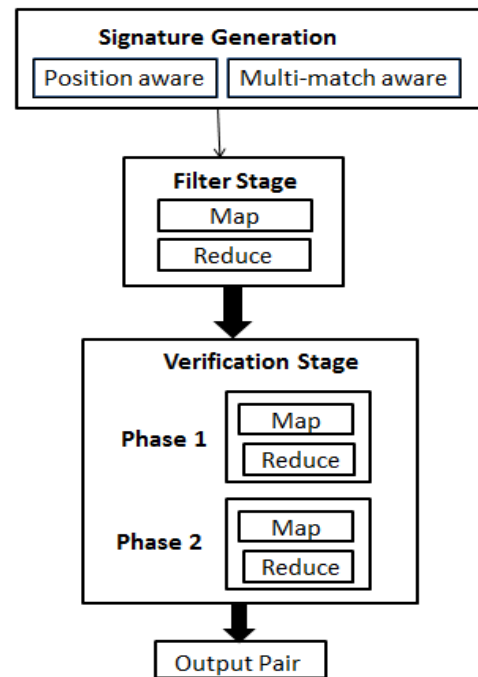 Signature Generation
Position aware Multi-match aware
Filter Stage
Map
Reduce
Verification Stage
Phase 1
Map
Reduce
Phase 2
Map
Reduce
Output Pair